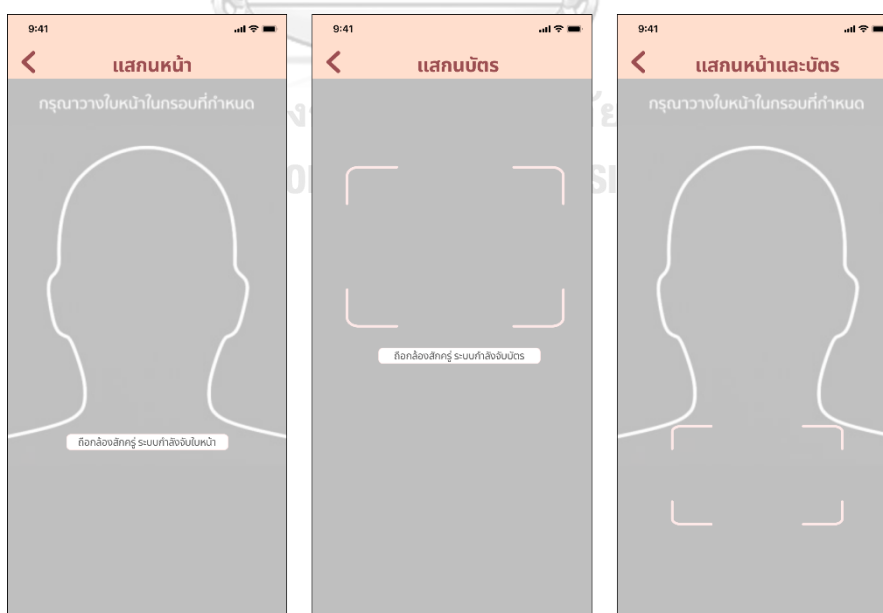 9:41
แสกนหน้า
กรุณาวางใบหน้าในกรอบที่กำหนด
ถือกล้องสักครู่ ระบบกำลังจับใบหน้า
9:41
แสกนบัตร
ถือกล้องสักครู่ ระบบกำลังจับบัตร
9:41
แสกนหน้าและบัตร
กรุณาวางใบหน้าในกรอบที่กำหนด